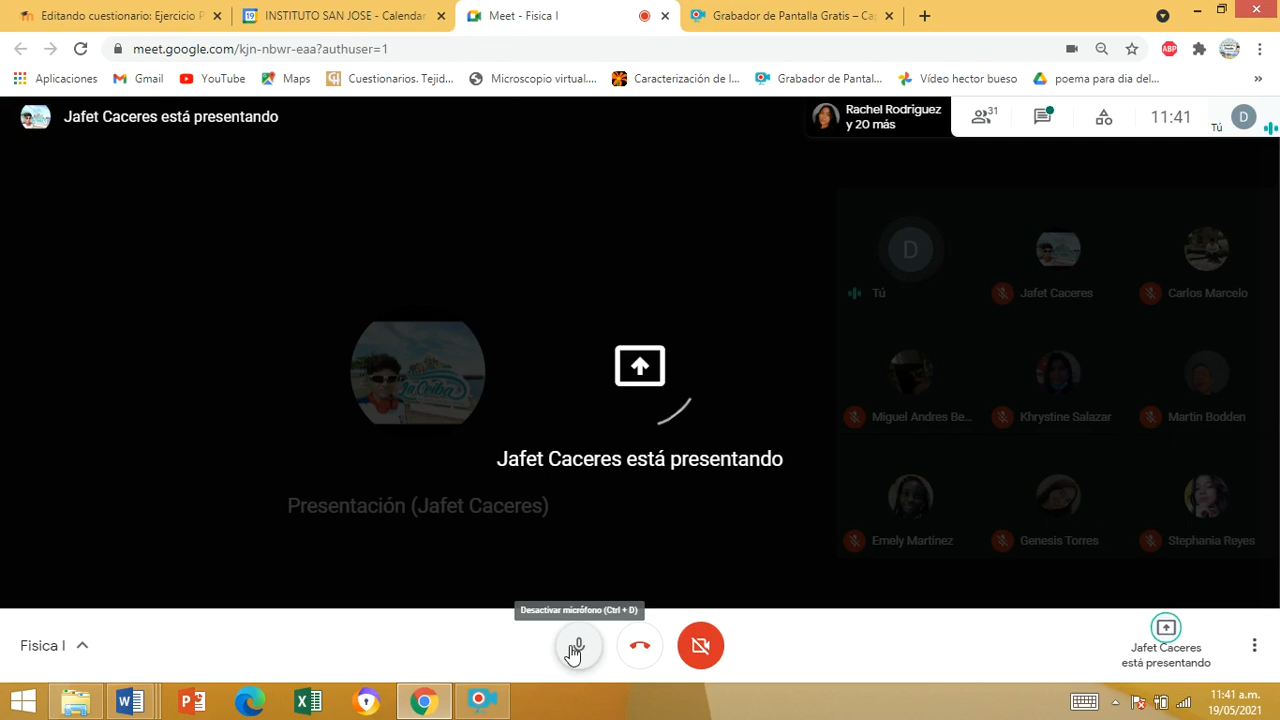 Editando cuestionario: Ejercicio P
INSTITUTO SAN JOSE - Calendar
Meet - Fisica I
Grabador de Pantalla Gratis – Ca
meet.google.com/kjn-nbwr-eaa?authuser=1
ABP
Aplicaciones
Gmail
YouTube
Maps
Cuestionarios. Tejid...
Microscopio virtual....
Caracterización de l...
Grabador de Pantal...
Vídeo hector bueso
poema para dia del...
»
Jafet Caceres está presentando
Rachel Rodriguez
y 20 más
31
11:41
Tú
D
D
Tú
Jafet Caceres
Carlos Marcelo
Miguel Andres Be...
Khrystine Salazar
Martin Bodden
Emely Martinez
Genesis Torres
Stephania Reyes
La Ceiba
Jafet Caceres está presentando
Presentación (Jafet Caceres)
Desactivar micrófono (Ctrl + D)
Fisica I
Jafet Caceres
está presentando
11:41 a.m.
19/05/2021